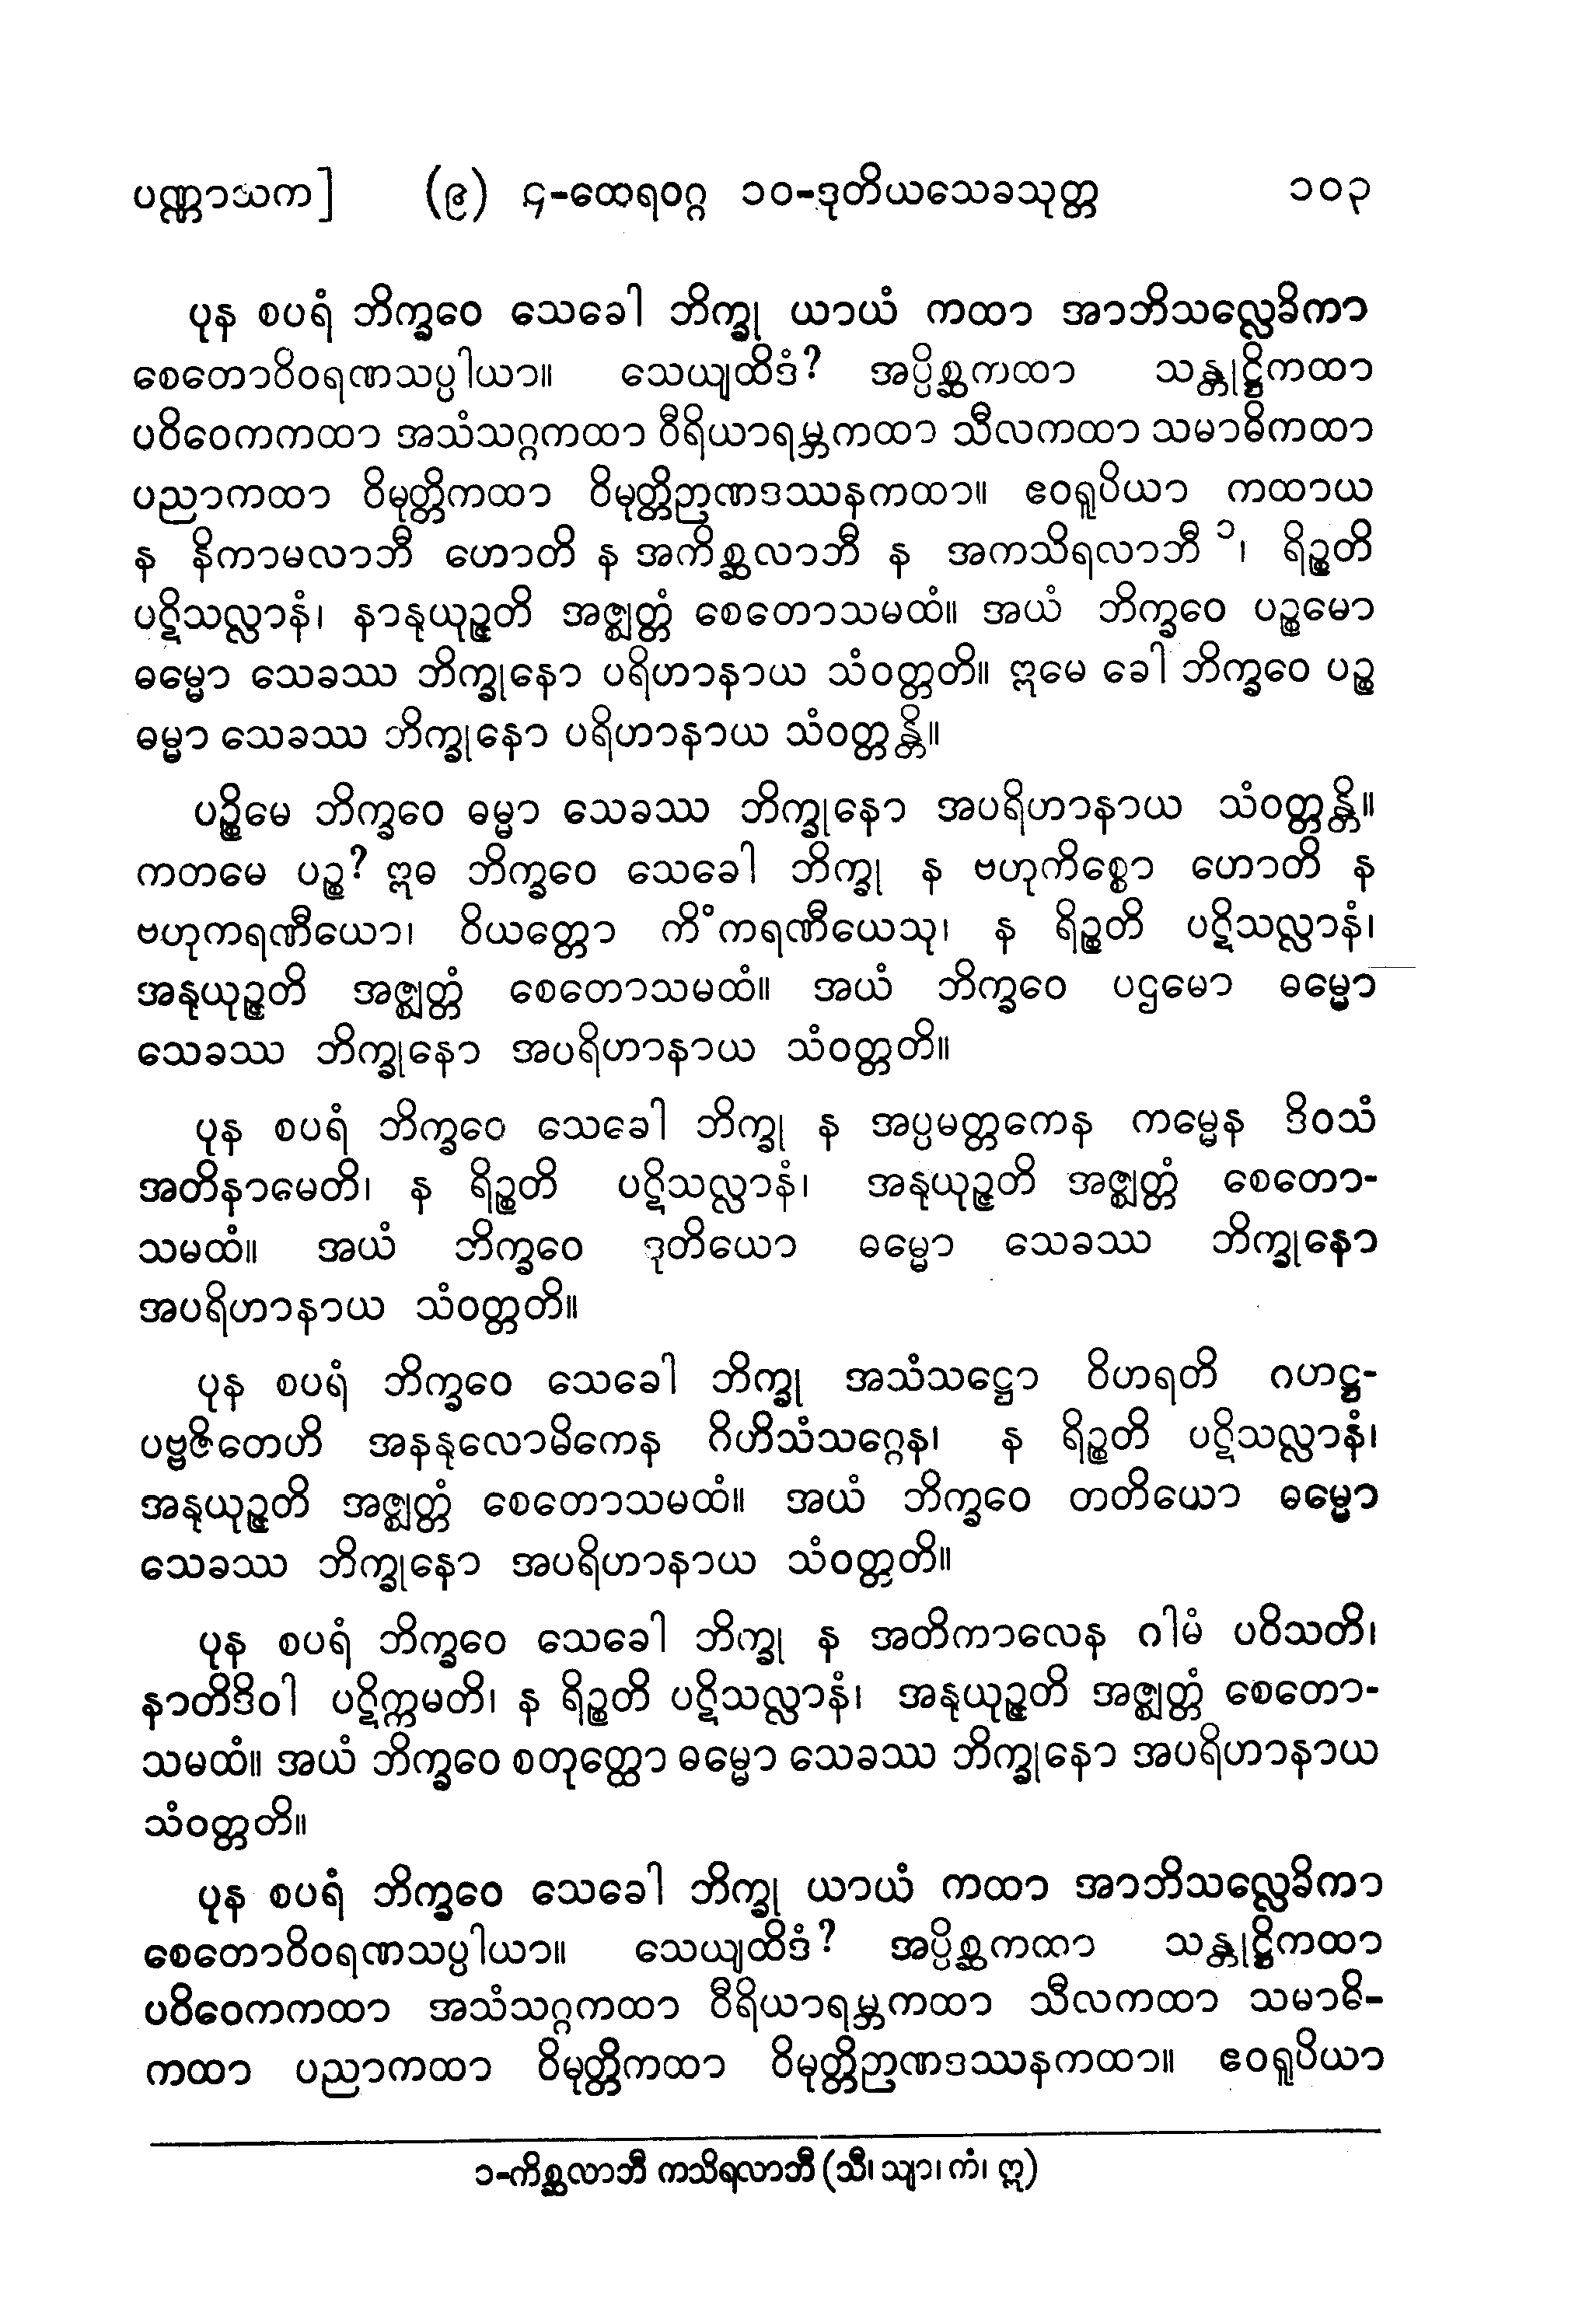 ပဏ္ဏာသက] (၉) ၄-ထေရဝဂ္ဂ ၁၀-ဒုတိယသေခသုတ္တ ၁၀၃
ပုန စပရံ ဘိက္ခဝေ သေခေါ ဘိက္ခု ယာယံ ကထာ အာဘိသလ္လေခိကာ
စေတောဝိဝရဏသပ္ပါယာ။ သေယျထိဒံ? အပ္ပိစ္ဆကထာ သန္တုဋ္ဌိကထာ
ပဝိဝေကကထာ အသံသဂ္ဂကထာ ဝီရိယာရမ္ဘကထာ သီလကထာ သမာဓိကထာ
ပညာကထာ ဝိမုတ္တိကထာ ဝိမုတ္တိဉာဏဒဿနကထာ။ ဧဝရူပိယာ ကထာယ
န နိကာမလာဘီ ဟောတိ န အကိစ္ဆလာဘီ န အကသိရလာဘီ ၁၊ ရိဉ္စတိ
ပဋိသလ္လာနံ၊ နာနုယုဉ္ဇတိ အဇ္ဈတ္တံ စေတောသမထံ။ အယံ ဘိက္ခဝေ ပဉ္စမော
ဓမ္မော သေခဿ ဘိက္ခုနော ပရိဟာနာယ သံဝတ္တတိ။ ဣမေ ခေါ ဘိက္ခဝေ ပဉ္စ
ဓမ္မာ သေခဿ ဘိက္ခုနော ပရိဟာနာယ သံဝတ္တန္တိ။
ပဉ္စိမေ ဘိက္ခဝေ ဓမ္မာ သေခဿ ဘိက္ခုနော အပရိဟာနာယ သံဝတ္တန္တိ။
ကတမေ ပဉ္စ? ဣဓ ဘိက္ခဝေ သေခေါ ဘိက္ခု န ဗဟုကိစ္စော ဟောတိ န
ဗဟုကရဏီယော၊ ဝိယတ္တော ကိံကရဏီယေသု၊ န ရိဉ္စတိ ပဋိသလ္လာနံ၊
အနုယုဉ္ဇတိ အဇ္ဈတ္တံ စေတောသမထံ။ အယံ ဘိက္ခဝေ ပဌမော ဓမ္မော
သေခဿ ဘိက္ခုနော အပရိဟာနာယ သံဝတ္တတိ။
ပုန စပရံ ဘိက္ခဝေ သေခေါ ဘိက္ခု န အပ္ပမတ္တကေန ကမ္မေန ဒိဝသံ
အတိနာမေတိ၊ န ရိဉ္စတိ ပဋိသလ္လာနံ၊ အနုယုဉ္ဇတိ အဇ္ဈတ္တံ စေတော-
သမထံ။ အယံ ဘိက္ခဝေ ဒုတိယော ဓမ္မော သေခဿ ဘိက္ခုနော
အပရိဟာနာယ သံဝတ္တတိ။
ပုန စပရံ ဘိက္ခဝေ သေခေါ ဘိက္ခု အသံသဋ္ဌော ဝိဟရတိ ဂဟဋ္ဌ-
ပဗ္ဗဇိတေဟိ အနနုလောမိကေန ဂိဟိသံသဂ္ဂေန၊ န ရိဉ္စတိ ပဋိသလ္လာနံ၊
အနုယုဉ္ဇတိ အဇ္ဈတ္တံ စေတောသမထံ။ အယံ ဘိက္ခဝေ တတိယော ဓမ္မော
သေခဿ ဘိက္ခုနော အပရိဟာနာယ သံဝတ္တတိ။
ပုန စပရံ ဘိက္ခဝေ သေခေါ ဘိက္ခု န အတိကာလေန ဂါမံ ပဝိသတိ၊
နာတိဒိဝါ ပဋိက္ကမတိ၊ န ရိဉ္စတိ ပဋိသလ္လာနံ၊ အနုယုဉ္ဇတိ အဇ္ဈတ္တံ စေတော-
သမထံ။ အယံ ဘိက္ခဝေ စတုတ္ထော ဓမ္မော သေခဿ ဘိက္ခုနော အပရိဟာနာယ
သံဝတ္တတိ။
ပုန စပရံ ဘိက္ခဝေ သေခေါ ဘိက္ခု ယာယံ ကထာ အာဘိသလ္လေခိကာ
စေတောဝိဝရဏသပ္ပါယာ။ သေယျထိဒံ? အပ္ပိစ္ဆကထာ သန္တုဋ္ဌိကထာ
ပဝိဝေကကထာ အသံသဂ္ဂကထာ ဝီရိယာရမ္ဘကထာ သီလကထာ သမာဓိ-
ကထာ ပညာကထာ ဝိမုတ္တိကထာ ဝိမုတ္တိဉာဏဒဿနကထာ။ ဧဝရူပိယာ
၁-ကိစ္ဆလာဘီ ကသိရလာဘီ (သီ၊ သျာ၊ ကံ၊ ဣ)